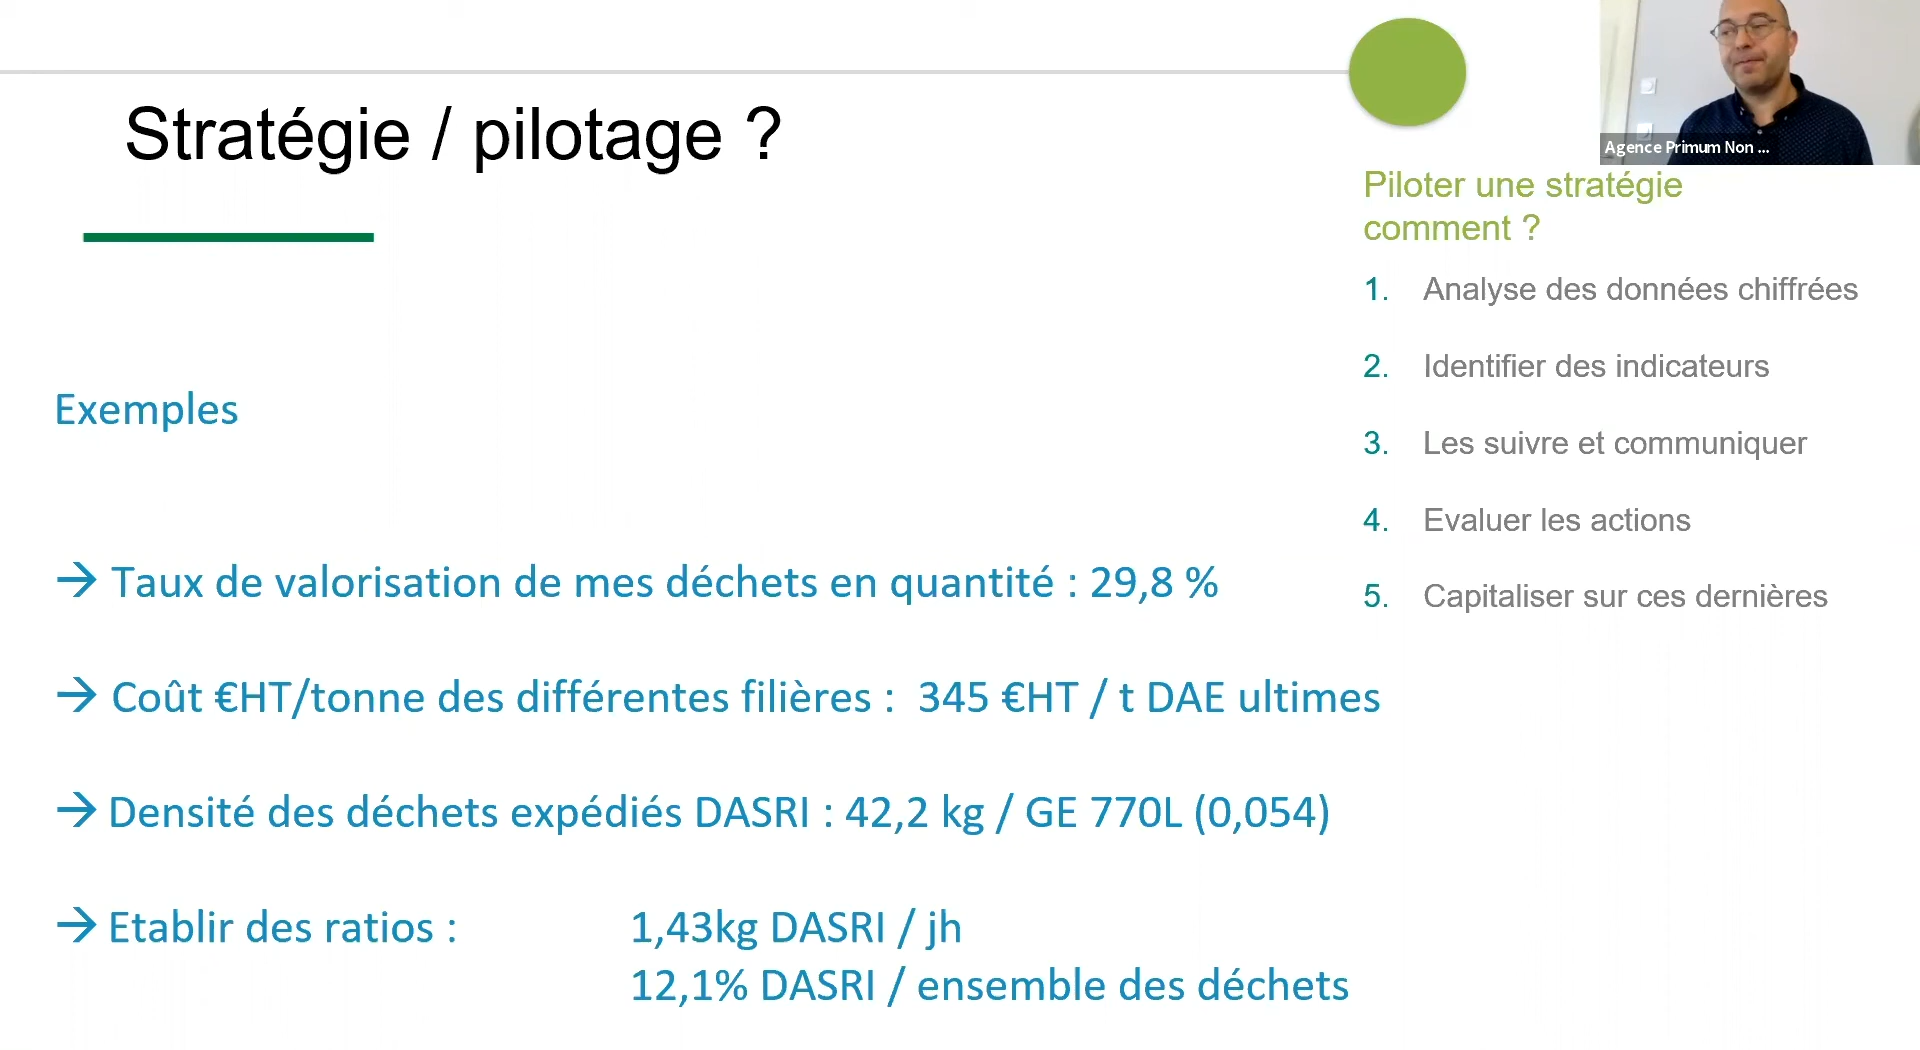 Stratégie / pilotage ?
Agence Primum Non ...
Piloter une stratégie
comment ?
1. Analyse des données chiffrées
2. Identifier des indicateurs
3. Les suivre et communiquer
4. Evaluer les actions
5. Capitaliser sur ces dernières
Exemples
→ Taux de valorisation de mes déchets en quantité : 29,8 %
→ Coût €HT/tonne des différentes filières : 345 €HT / t DAE ultimes
→ Densité des déchets expédiés DASRI : 42,2 kg / GE 770L (0,054)
→ Etablir des ratios : 1,43kg DASRI / jh
12,1% DASRI / ensemble des déchets